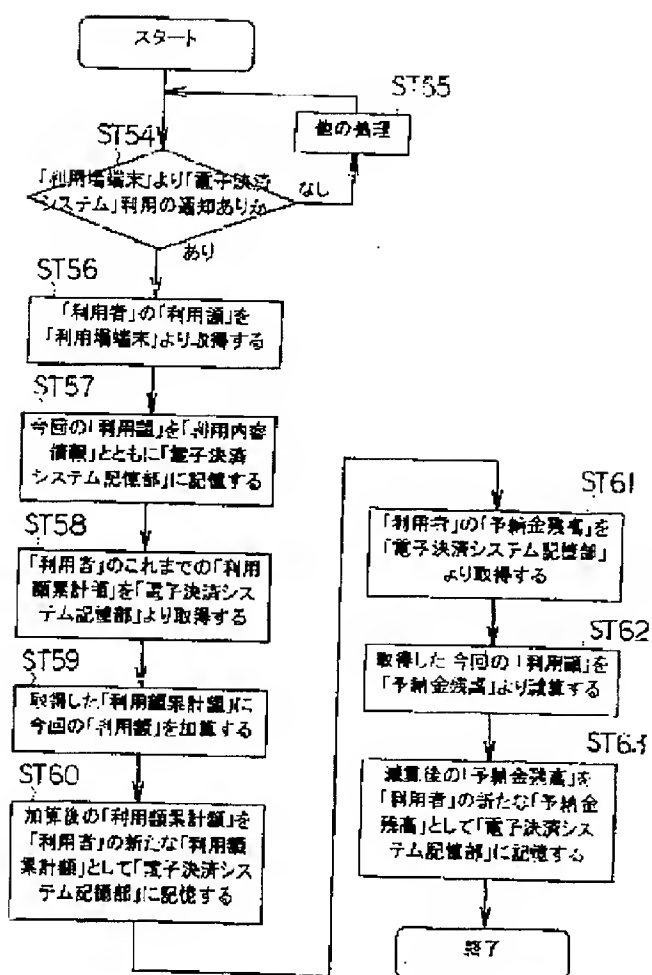 スタート
ST55
他の処理
ST54
「利用場端末」より「電子決済
システム」利用の通知ありか
なし
あり
ST56
「利用者」の「利用額」を
「利用場端末」より取得する
ST57
今回の「利用額」を「利用内容
情報」とともに「電子決済
システム記憶部」に記憶する
ST58
「利用者」のこれまでの「利用
額累計額」を「電子決済シス
テム記憶部」より取得する
ST59
取得した「利用額累計額」に
今回の「利用額」を加算する
ST60
加算後の「利用額累計額」を
「利用者」の新たな「利用額
累計額」として「電子決済シス
テム記憶部」に記憶する
ST61
「利用者」の「予納金残高」を
「電子決済システム記憶部」
より取得する
ST62
取得した今回の「利用額」を
「予納金残高」より減算する
ST63
減算後の「予納金残高」を
「利用者」の新たな「予納金
残高」として「電子決済シス
テム記憶部」に記憶する
終了